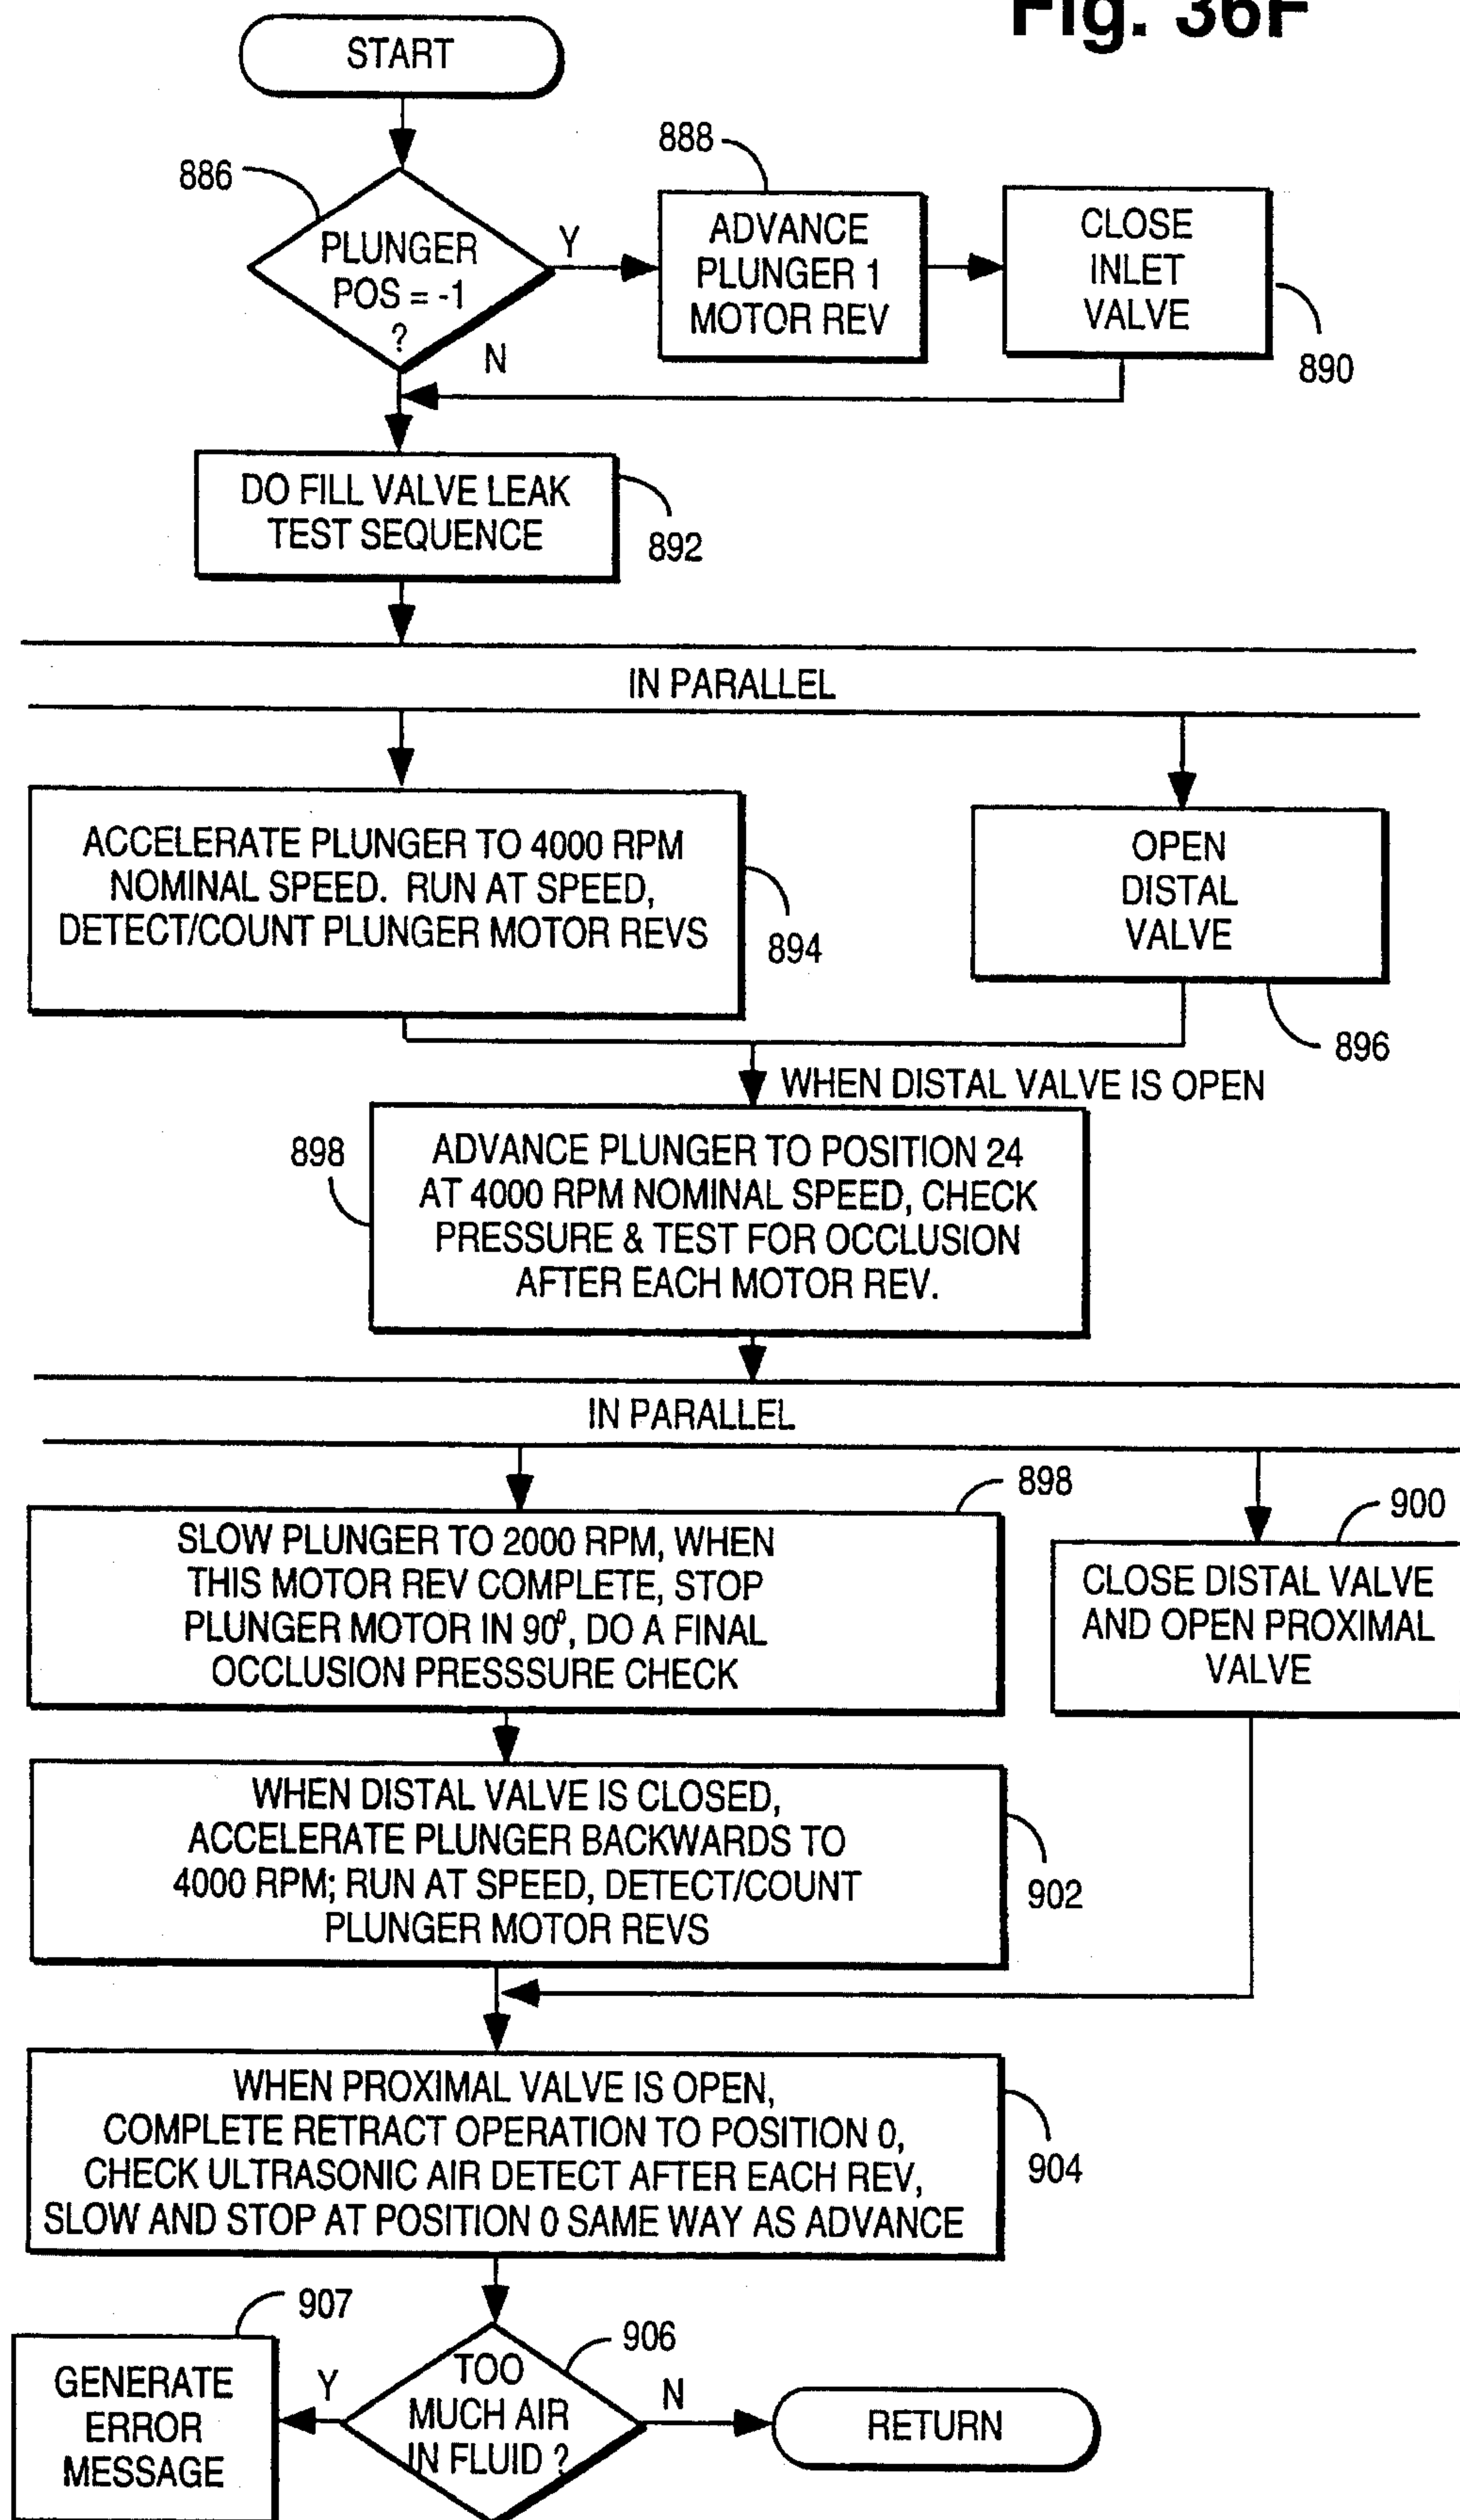 Fig. 36F
START
886
PLUNGER
POS = -1
?
Y
N
888
ADVANCE
PLUNGER 1
MOTOR REV
CLOSE
INLET
VALVE
890
DO FILL VALVE LEAK
TEST SEQUENCE
892
IN PARALLEL
ACCELERATE PLUNGER TO 4000 RPM
NOMINAL SPEED. RUN AT SPEED,
DETECT/COUNT PLUNGER MOTOR REVS
894
OPEN
DISTAL
VALVE
896
WHEN DISTAL VALVE IS OPEN
898
ADVANCE PLUNGER TO POSITION 24
AT 4000 RPM NOMINAL SPEED, CHECK
PRESSURE & TEST FOR OCCLUSION
AFTER EACH MOTOR REV.
IN PARALLEL
898
SLOW PLUNGER TO 2000 RPM, WHEN
THIS MOTOR REV COMPLETE, STOP
PLUNGER MOTOR IN 90⁰, DO A FINAL
OCCLUSION PRESSSURE CHECK
900
CLOSE DISTAL VALVE
AND OPEN PROXIMAL
VALVE
WHEN DISTAL VALVE IS CLOSED,
ACCELERATE PLUNGER BACKWARDS TO
4000 RPM; RUN AT SPEED, DETECT/COUNT
PLUNGER MOTOR REVS
902
WHEN PROXIMAL VALVE IS OPEN,
COMPLETE RETRACT OPERATION TO POSITION 0,
CHECK ULTRASONIC AIR DETECT AFTER EACH REV,
SLOW AND STOP AT POSITION 0 SAME WAY AS ADVANCE
904
907
GENERATE
ERROR
MESSAGE
Y
906
TOO
MUCH AIR
IN FLUID ?
N
RETURN